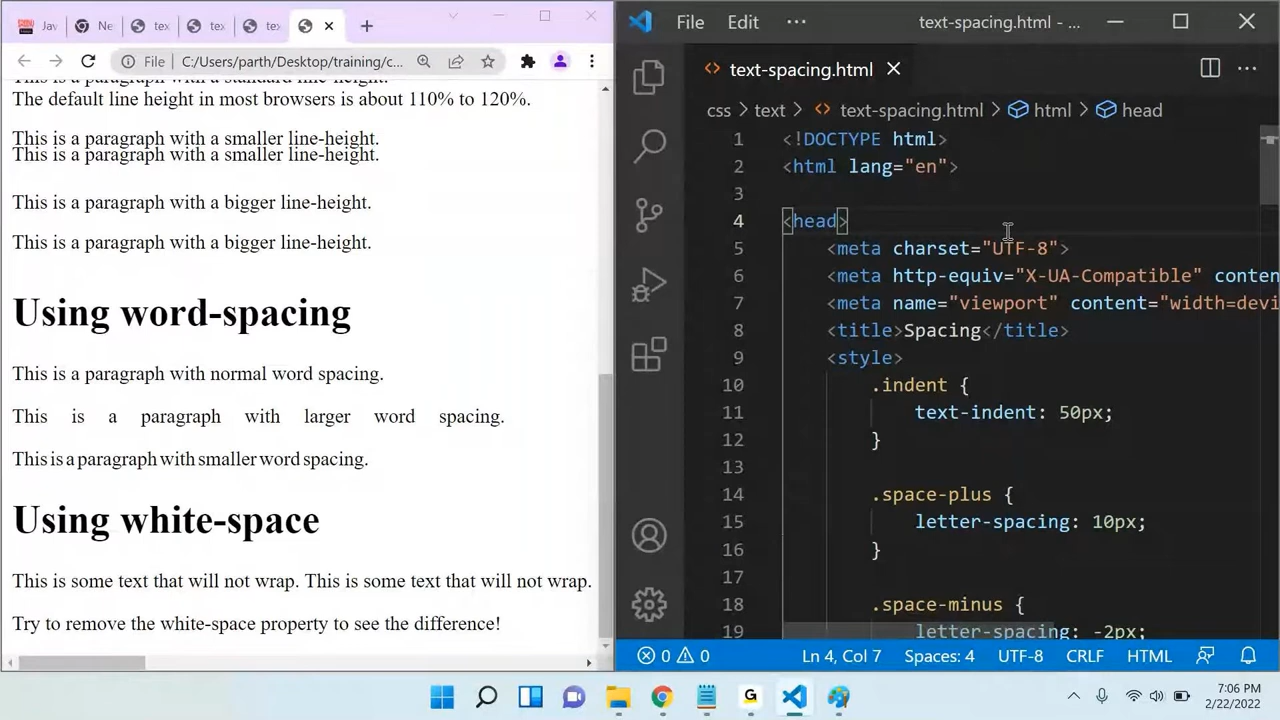 Jav
Ne
tex
tex
tex
File
C:/Users/parth/Desktop/training/c...
This is a paragraph with a standard line-height.
The default line height in most browsers is about 110% to 120%.
This is a paragraph with a smaller line-height.
This is a paragraph with a smaller line-height.
This is a paragraph with a bigger line-height.
This is a paragraph with a bigger line-height.
Using word-spacing
This is a paragraph with normal word spacing.
This is a paragraph with larger word spacing.
This is a paragraph with smaller word spacing.
Using white-space
This is some text that will not wrap. This is some text that will not wrap.
Try to remove the white-space property to see the difference!
File Edit ··· text-spacing.html - ...
text-spacing.html
css > text > text-spacing.html > html > head
1 <!DOCTYPE html>
2 <html lang="en">
3
4 <head>
5 <meta charset="UTF-8">
6 <meta http-equiv="X-UA-Compatible" conten
7 <meta name="viewport" content="width=devi
8 <title>Spacing</title>
9 <style>
10 .indent {
11 text-indent: 50px;
12 }
13
14 .space-plus {
15 letter-spacing: 10px;
16 }
17
18 .space-minus {
19 letter-spacing: -2px;
0 0 Ln 4, Col 7 Spaces: 4 UTF-8 CRLF HTML
7:06 PM
2/22/2022